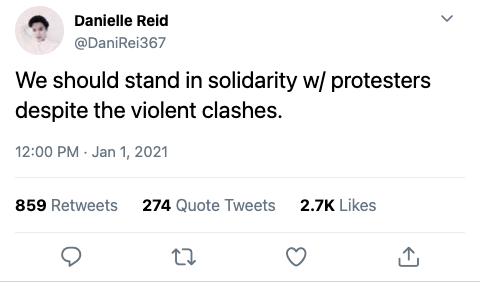 Danielle Reid
@DaniRei367
We should stand in solidarity w/ protesters
despite the violent clashes.
12:00 PM · Jan 1, 2021
859 Retweets 274 Quote Tweets 2.7K Likes